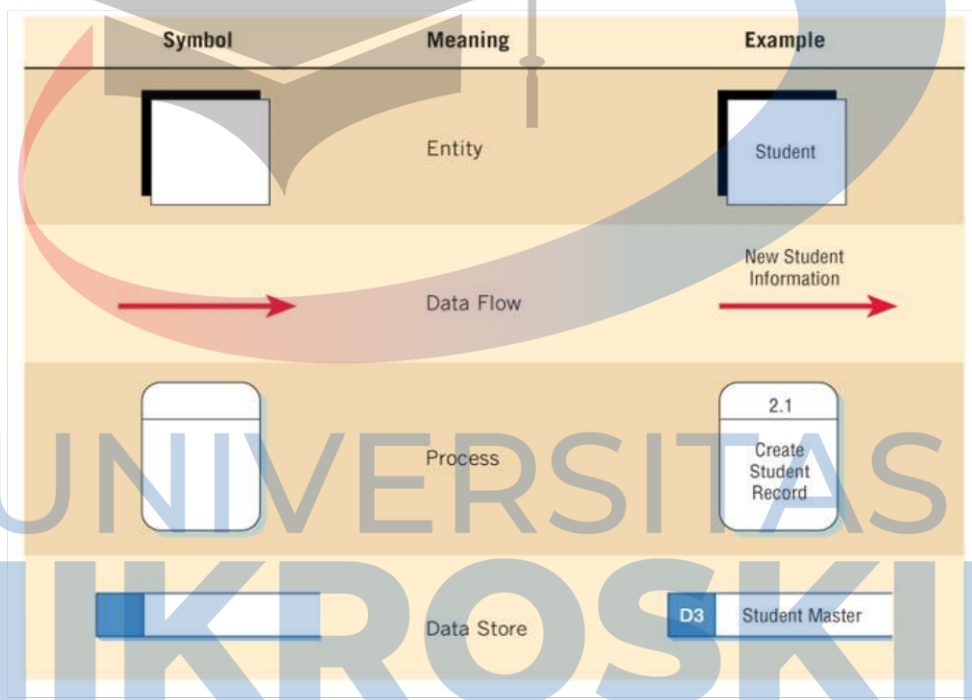 Symbol Meaning Example
Entity
Student
New Student
Information
Data Flow
2.1
Create
Student
Record
Process
D3 Student Master
Data Store
UNIVERSITAS
MIKROSKIL